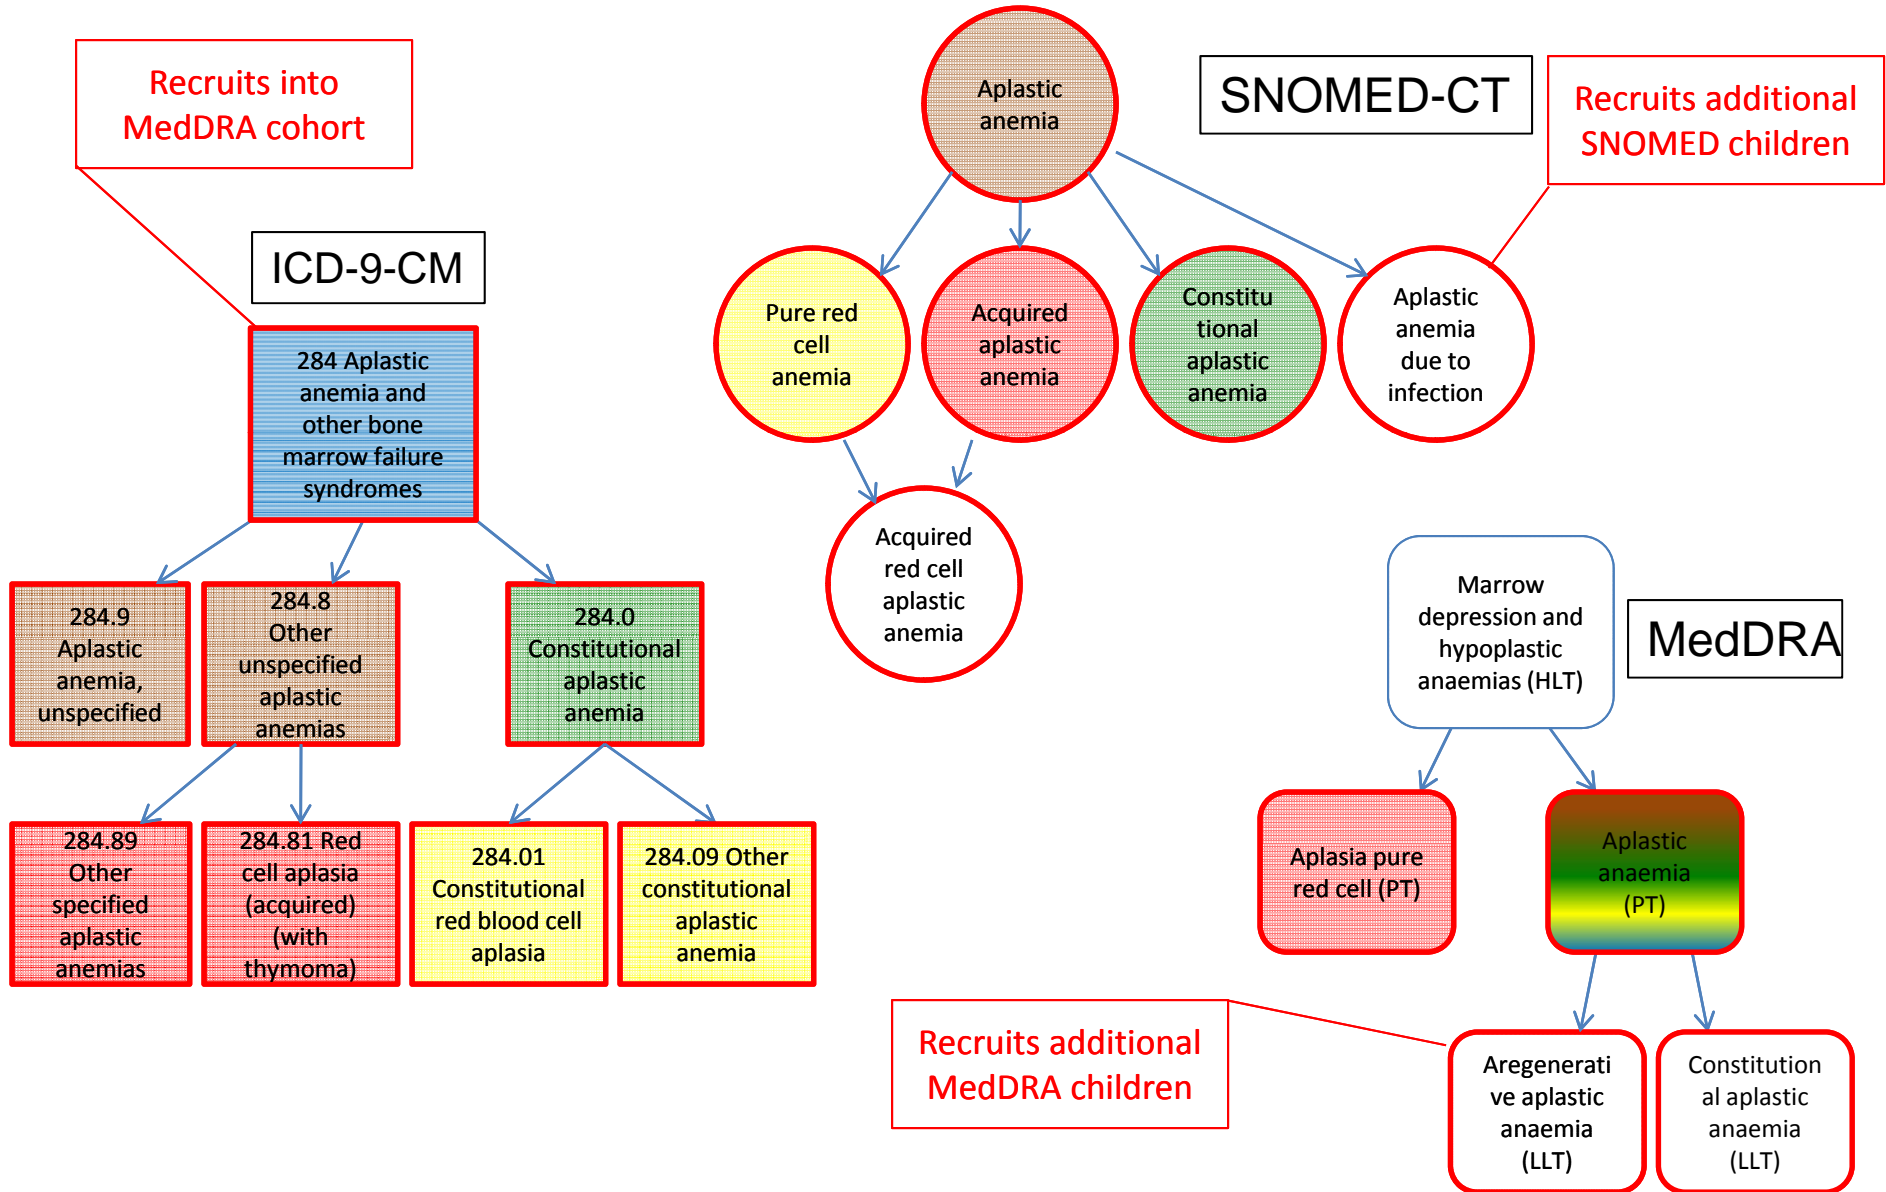 Recruits into
MedDRA cohort
ICD-9-CM
284 Aplastic
anemia and
other bone
marrow failure
syndromes
284.9
Aplastic
anemia,
unspecified
284.8
Other
unspecified
aplastic
anemias
284.0
Constitutional
aplastic
anemia
284.89
Other
specified
aplastic
anemias
284.81 Red
cell aplasia
(acquired)
(with
thymoma)
284.01
Constitutional
red blood cell
aplasia
284.09 Other
constitutional
aplastic
anemia
Aplastic
anemia
SNOMED-CT
Recruits additional
SNOMED children
Pure red
cell
anemia
Acquired
aplastic
anemia
Constitu
tional
aplastic
anemia
Aplastic
anemia
due to
infection
Acquired
red cell
aplastic
anemia
Marrow
depression and
hypoplastic
anaemias (HLT)
MedDRA
Aplasia pure
red cell (PT)
Aplastic
anaemia
(PT)
Recruits additional
MedDRA children
Aregenerati
ve aplastic
anaemia
(LLT)
Constitution
al aplastic
anaemia
(LLT)